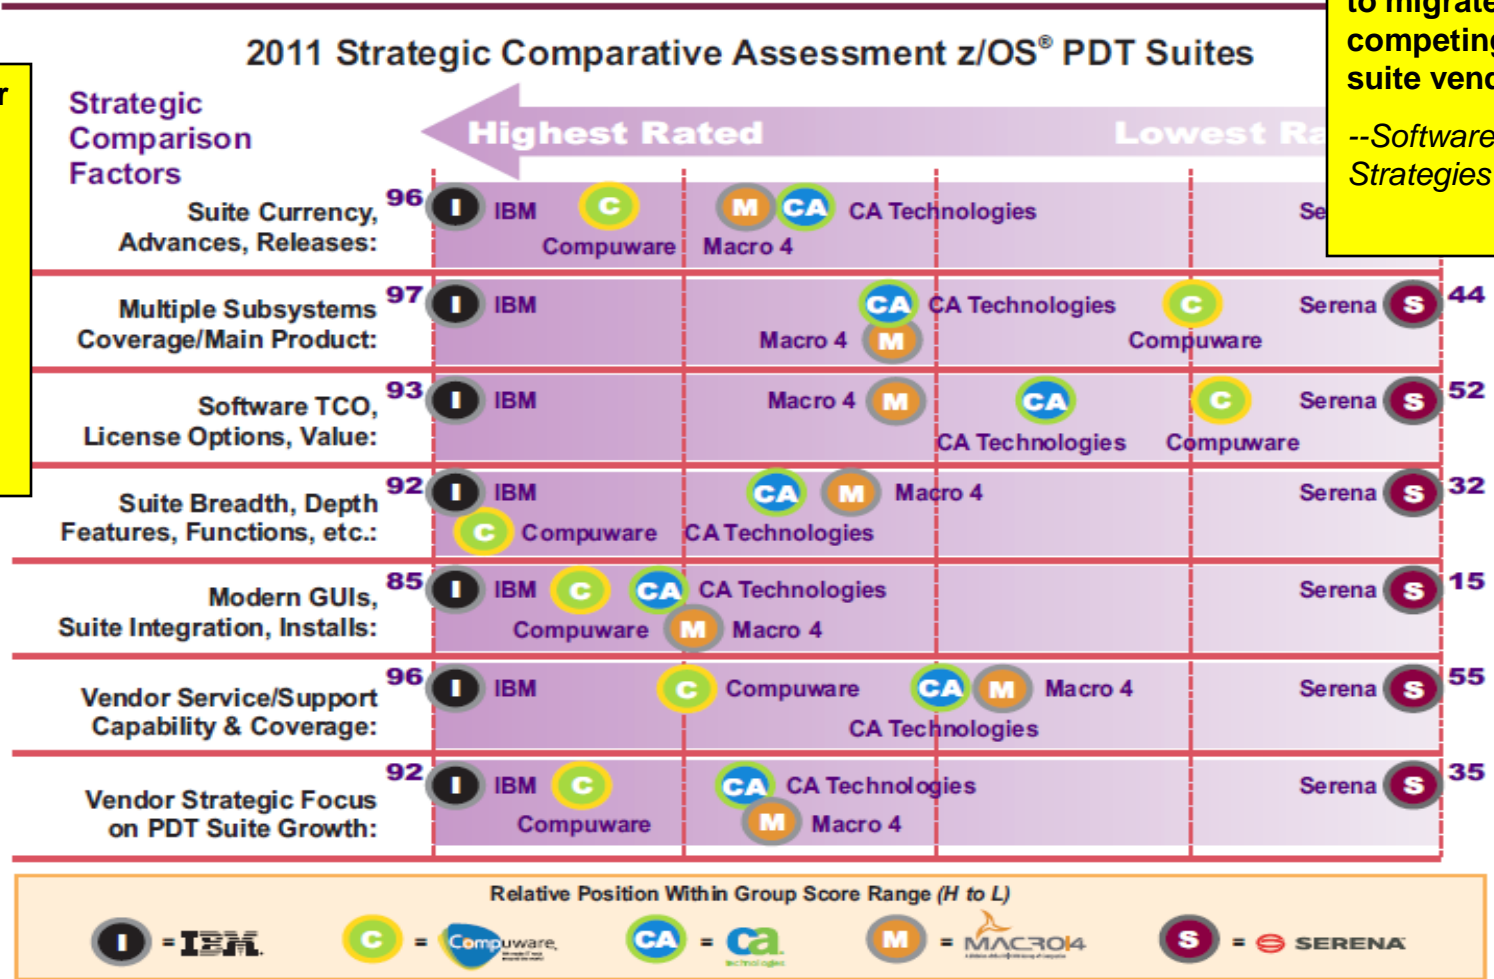 to migrate
competing
suite vend
--Software
Strategies
r
2011 Strategic Comparative Assessment z/OS® PDT Suites
Strategic
Comparison
Factors
Highest Rated
Lowest Ra
Suite Currency,
Advances, Releases:
96
I IBM
C
Compuware
M
Macro 4
CA CA Technologies
Se
Multiple Subsystems
Coverage/Main Product:
97
I IBM
CA CA Technologies
Macro 4 M
C
Compuware
Serena S
44
Software TCO,
License Options, Value:
93
I IBM
Macro 4 M
CA
CA Technologies
C
Compuware
Serena S
52
Suite Breadth, Depth
Features, Functions, etc.:
92
I IBM
C Compuware
CA
CA Technologies
M Macro 4
Serena S
32
Modern GUIs,
Suite Integration, Installs:
85
I IBM
C
Compuware
CA CA Technologies
M Macro 4
Serena S
15
Vendor Service/Support
Capability & Coverage:
96
I IBM
C Compuware
CA
CA Technologies
M Macro 4
Serena S
55
Vendor Strategic Focus
on PDT Suite Growth:
92
I IBM
C
Compuware
CA CA Technologies
M Macro 4
Serena S
35
Relative Position Within Group Score Range (H to L)
I = IBM.
C = Compuware.
CA = ca technologies
M = MACRO4
S = SERENA